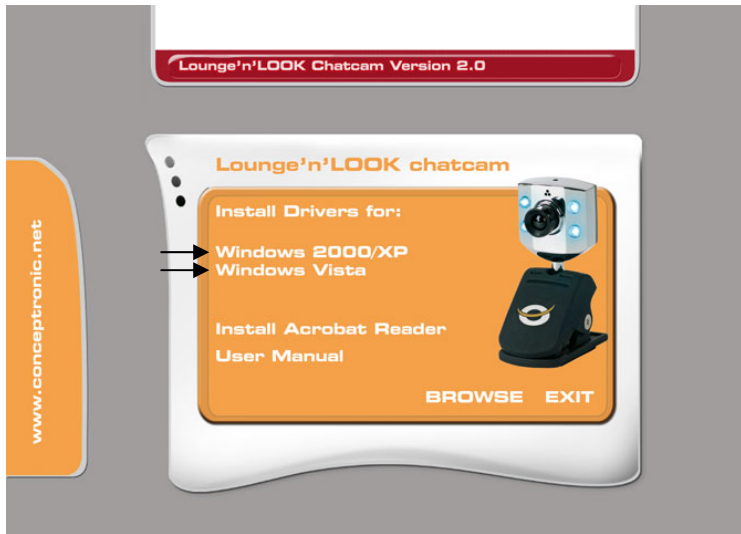 Lounge'n'LOOK Chatcam Version 2.0
Lounge'n'LOOK chatcam
Install Drivers for:
Windows 2000/XP
Windows Vista
Install Acrobat Reader
User Manual
BROWSE EXIT
www.conceptronic.net